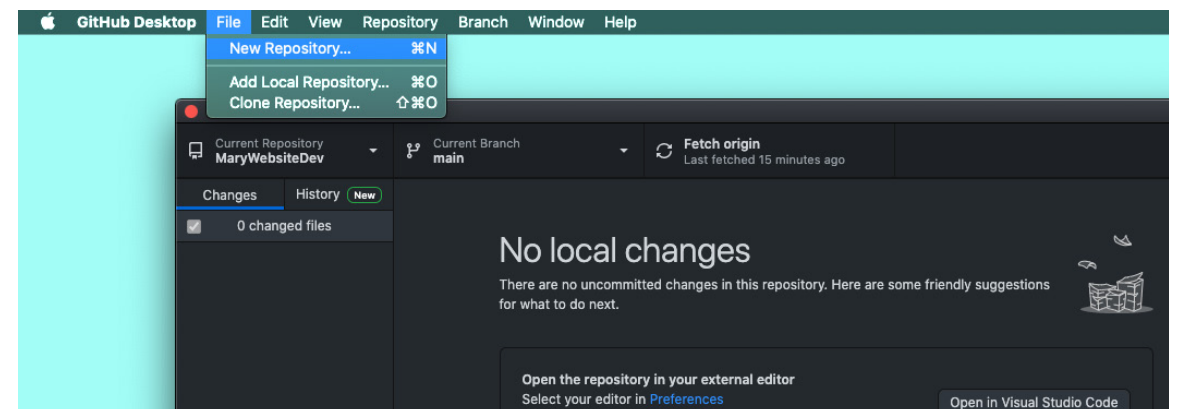 GitHub Desktop File Edit View Repository Branch Window Help
New Repository... ⌘N
Add Local Repository... ⌘O
Clone Repository... ⇧⌘O
Current Repository
MaryWebsiteDev
Current Branch
main
Fetch origin
Last fetched 15 minutes ago
Changes History New
0 changed files
No local changes
There are no uncommitted changes in this repository. Here are some friendly suggestions
for what to do next.
Open the repository in your external editor
Select your editor in Preferences
Open in Visual Studio Code